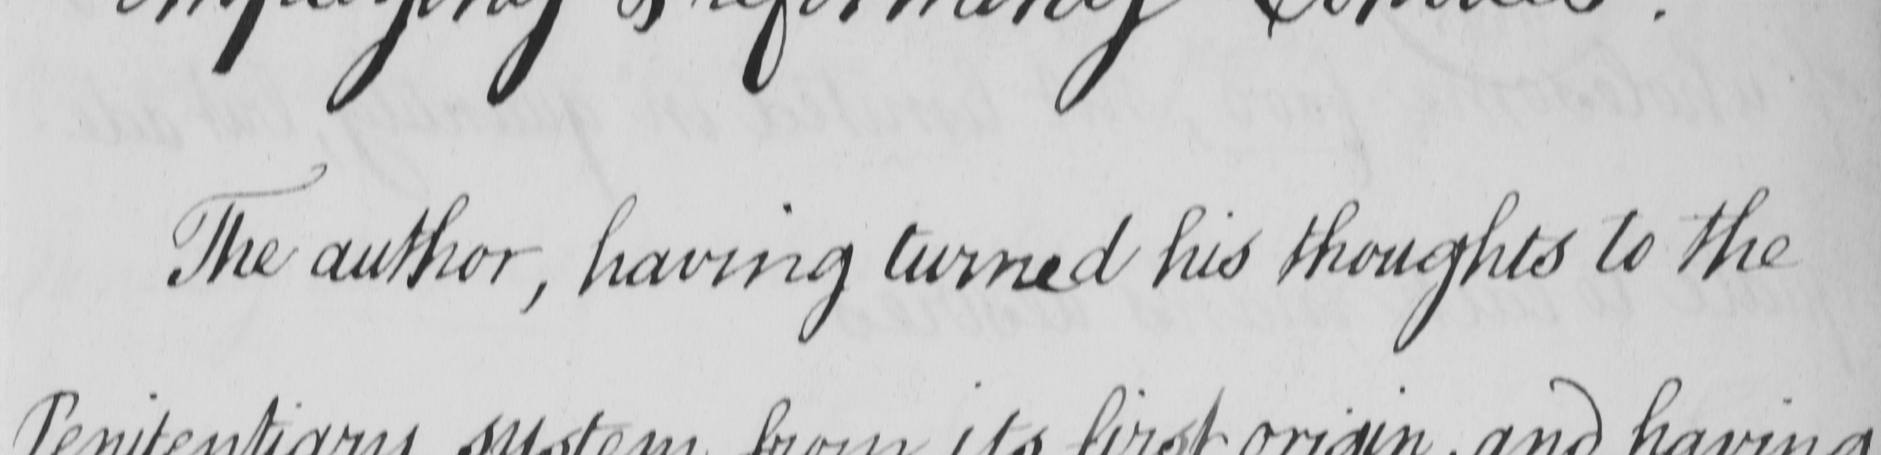 employing & reforming Convicts.
The author, having turned his thoughts to the
Penitentiary system from its first origin, and having